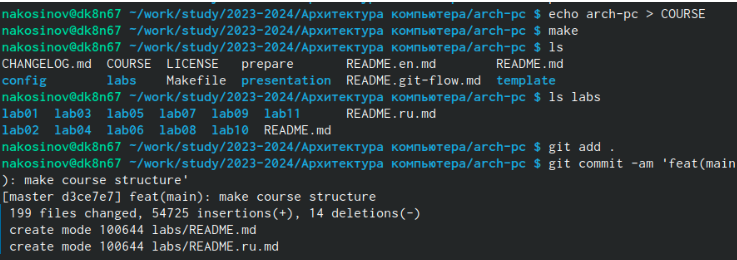 nakosinov@dk8n67 ~/work/study/2023-2024/Архитектура компьютера/arch-pc $ echo arch-pc > COURSE
nakosinov@dk8n67 ~/work/study/2023-2024/Архитектура компьютера/arch-pc $ make
nakosinov@dk8n67 ~/work/study/2023-2024/Архитектура компьютера/arch-pc $ ls
CHANGELOG.md  COURSE  LICENSE   prepare       README.en.md        README.md
config        labs    Makefile  presentation  README.git-flow.md  template
nakosinov@dk8n67 ~/work/study/2023-2024/Архитектура компьютера/arch-pc $ ls labs
lab01  lab03  lab05  lab07  lab09  lab11      README.ru.md
lab02  lab04  lab06  lab08  lab10  README.md
nakosinov@dk8n67 ~/work/study/2023-2024/Архитектура компьютера/arch-pc $ git add .
nakosinov@dk8n67 ~/work/study/2023-2024/Архитектура компьютера/arch-pc $ git commit -am 'feat(main
): make course structure'
[master d3ce7e7] feat(main): make course structure
 199 files changed, 54725 insertions(+), 14 deletions(-)
 create mode 100644 labs/README.md
 create mode 100644 labs/README.ru.md